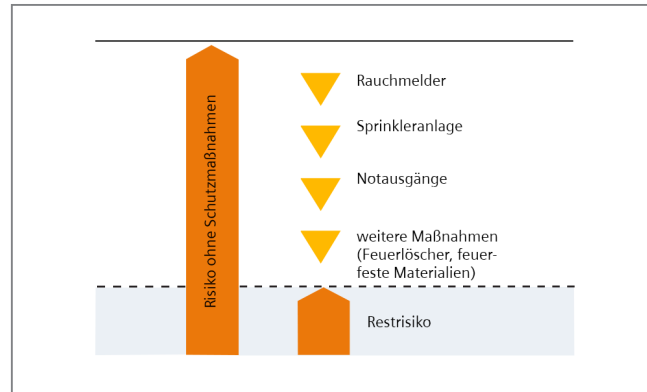 Risiko ohne Schutzmaßnahmen
Rauchmelder
Sprinkleranlage
Notausgänge
weitere Maßnahmen
(Feuerlöscher, feuer-
feste Materialien)
Restrisiko